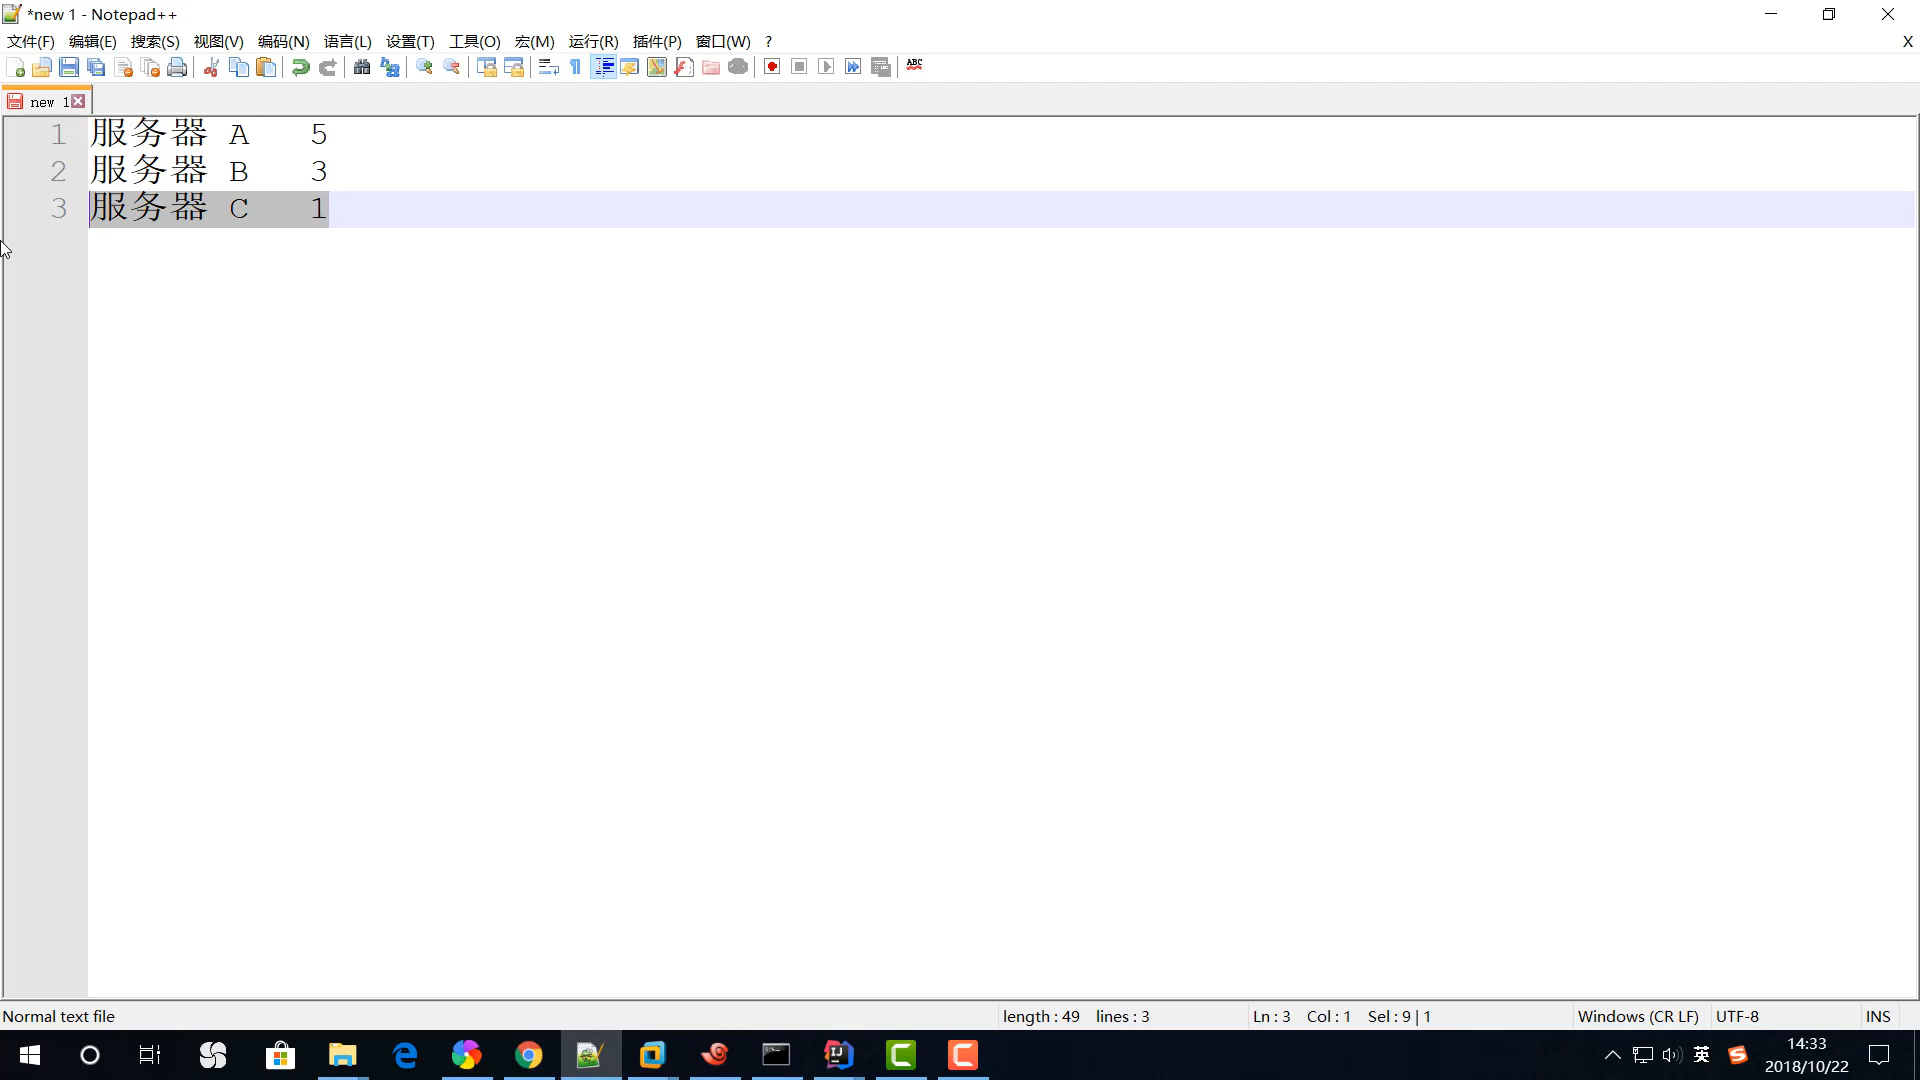 *new 1 - Notepad++
文件(F) 编辑(E) 搜索(S) 视图(V) 编码(N) 语言(L) 设置(T) 工具(O) 宏(M) 运行(R) 插件(P) 窗口(W) ? X
ABC
new 1
1 服务器 A 5
2 服务器 B 3
3 服务器 C 1
Normal text file length : 49 lines : 3 Ln : 3 Col : 1 Sel : 9 | 1 Windows (CR LF) UTF-8 INS
英 14:33
2018/10/22